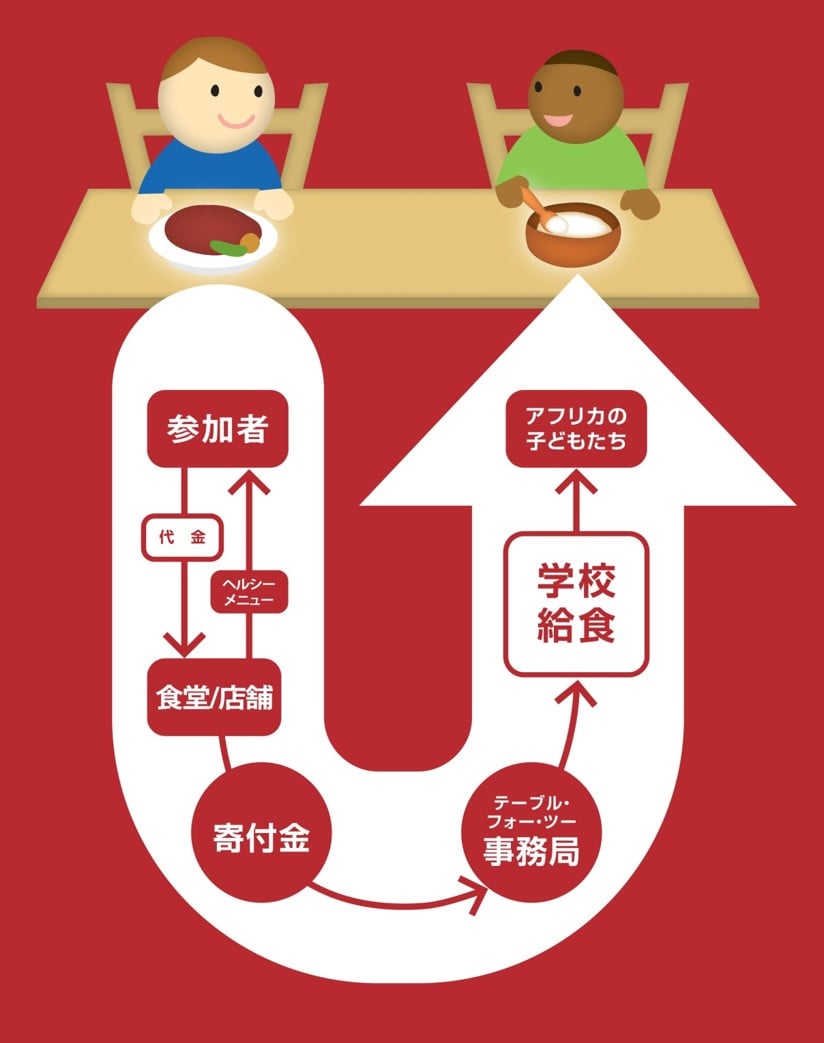 参加者
代 金
ヘルシー
メニュー
食堂/店舗
寄付金
テーブル・
フォー・ツー
事務局
学校
給食
アフリカの
子どもたち